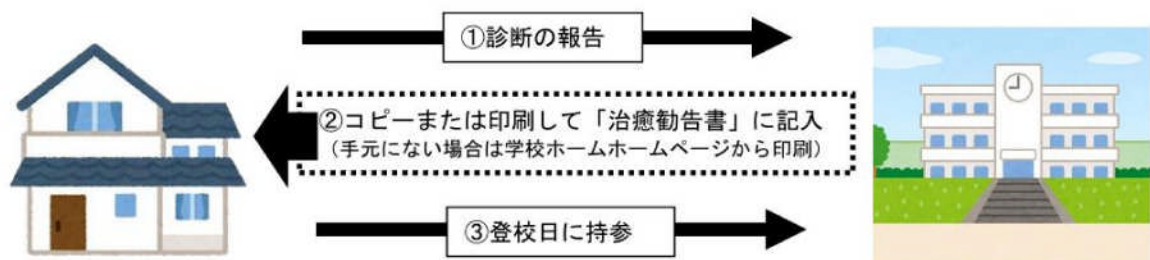 ①診断の報告
②コピーまたは印刷して「治癒勧告書」に記入
（手元にない場合は学校ホームホームページから印刷）
③登校日に持参